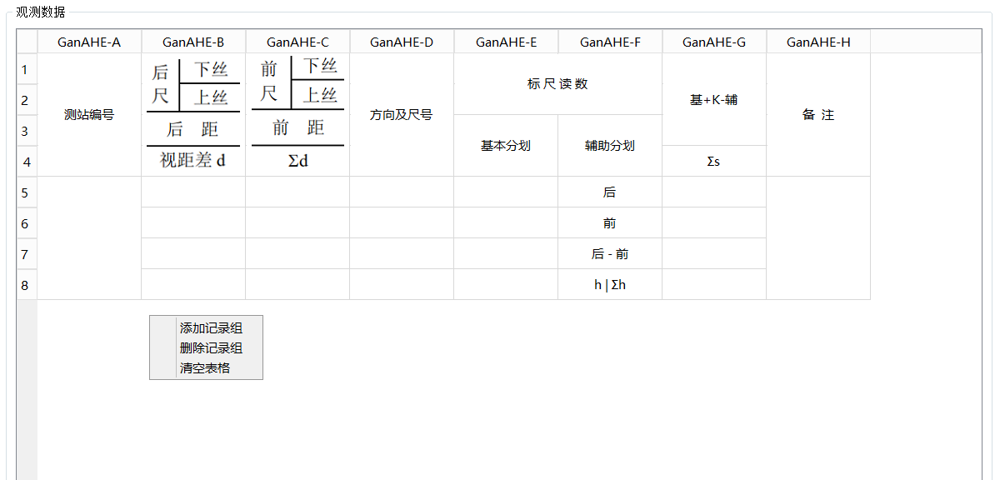 观测数据
GanAHE-A GanAHE-B GanAHE-C GanAHE-D GanAHE-E GanAHE-F GanAHE-G GanAHE-H
1
2
3
4
5
6
7
8
测站编号
后尺
下丝
上丝
后 距
视距差 d
前尺
下丝
上丝
前 距
Σd
方向及尺号
标 尺 读 数
基本分划
辅助分划
基+K-辅
Σs
备 注
后
前
后 - 前
h | Σh
添加记录组
删除记录组
清空表格